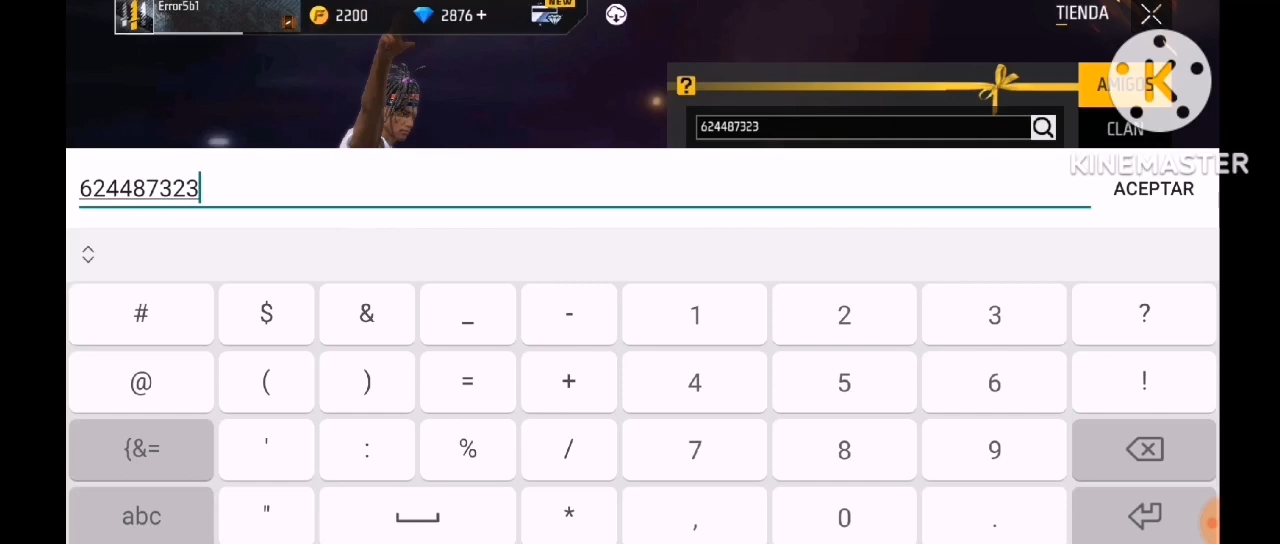 Error5b1
2200
2876 +
NEW
TIENDA
?
AMIGOS
624487323
CLAN
K
KINEMASTER
624487323
ACEPTAR
# $ & _ - 1 2 3 ?
@ ( ) = + 4 5 6 !
{&= ' : % / 7 8 9
abc " * , 0 .